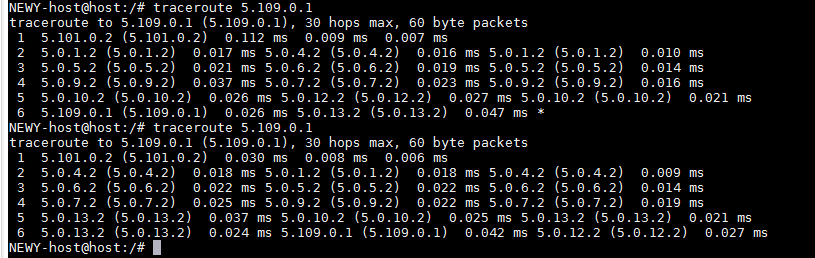 NEWY-host@host:/# traceroute 5.109.0.1
traceroute to 5.109.0.1 (5.109.0.1), 30 hops max, 60 byte packets
 1  5.101.0.2 (5.101.0.2)  0.112 ms  0.009 ms  0.007 ms
 2  5.0.1.2 (5.0.1.2)  0.017 ms 5.0.4.2 (5.0.4.2)  0.016 ms 5.0.1.2 (5.0.1.2)  0.010 ms
 3  5.0.5.2 (5.0.5.2)  0.021 ms 5.0.6.2 (5.0.6.2)  0.019 ms 5.0.5.2 (5.0.5.2)  0.014 ms
 4  5.0.9.2 (5.0.9.2)  0.037 ms 5.0.7.2 (5.0.7.2)  0.023 ms 5.0.9.2 (5.0.9.2)  0.016 ms
 5  5.0.10.2 (5.0.10.2)  0.026 ms 5.0.12.2 (5.0.12.2)  0.027 ms 5.0.10.2 (5.0.10.2)  0.021 ms
 6  5.109.0.1 (5.109.0.1)  0.026 ms 5.0.13.2 (5.0.13.2)  0.047 ms *
NEWY-host@host:/# traceroute 5.109.0.1
traceroute to 5.109.0.1 (5.109.0.1), 30 hops max, 60 byte packets
 1  5.101.0.2 (5.101.0.2)  0.030 ms  0.008 ms  0.006 ms
 2  5.0.4.2 (5.0.4.2)  0.018 ms 5.0.1.2 (5.0.1.2)  0.018 ms 5.0.4.2 (5.0.4.2)  0.009 ms
 3  5.0.6.2 (5.0.6.2)  0.022 ms 5.0.5.2 (5.0.5.2)  0.022 ms 5.0.6.2 (5.0.6.2)  0.014 ms
 4  5.0.7.2 (5.0.7.2)  0.025 ms 5.0.9.2 (5.0.9.2)  0.022 ms 5.0.7.2 (5.0.7.2)  0.019 ms
 5  5.0.13.2 (5.0.13.2)  0.037 ms 5.0.10.2 (5.0.10.2)  0.025 ms 5.0.13.2 (5.0.13.2)  0.021 ms
 6  5.0.13.2 (5.0.13.2)  0.024 ms 5.109.0.1 (5.109.0.1)  0.042 ms 5.0.12.2 (5.0.12.2)  0.027 ms
NEWY-host@host:/#